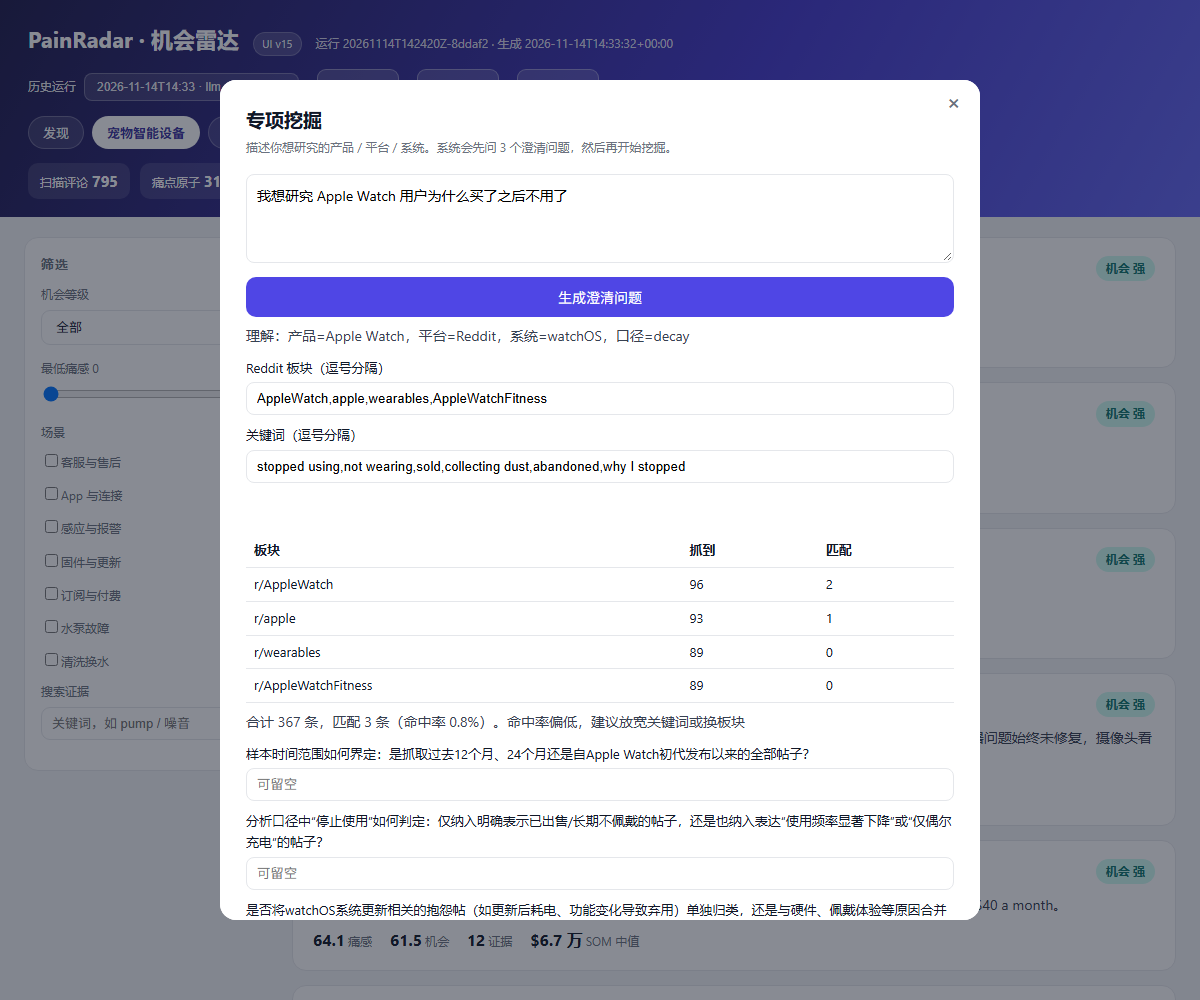 PainRadar · 机会雷达 UI v15 运行 20261114T142420Z-8ddaf2 · 生成 2026-11-14T14:33:32+00:00
历史运行 2026-11-14T14:33 · llm
发现 宠物智能设备
扫描评论 795 痛点原子 31
筛选
机会等级
全部
最低痛感 0
场景
客服与售后
App 与连接
感应与报警
固件与更新
订阅与付费
水泵故障
清洗换水
搜索证据
关键词，如 pump / 噪音
×
专项挖掘
描述你想研究的产品 / 平台 / 系统。系统会先问 3 个澄清问题，然后再开始挖掘。
我想研究 Apple Watch 用户为什么买了之后不用了
生成澄清问题
理解：产品=Apple Watch，平台=Reddit，系统=watchOS，口径=decay
Reddit 板块（逗号分隔）
AppleWatch,apple,wearables,AppleWatchFitness
关键词（逗号分隔）
stopped using,not wearing,sold,collecting dust,abandoned,why I stopped
板块 抓到 匹配
r/AppleWatch 96 2
r/apple 93 1
r/wearables 89 0
r/AppleWatchFitness 89 0
合计 367 条，匹配 3 条（命中率 0.8%）。命中率偏低，建议放宽关键词或换板块
样本时间范围如何界定：是抓取过去12个月、24个月还是自Apple Watch初代发布以来的全部帖子？
可留空
分析口径中“停止使用”如何判定：仅纳入明确表示已出售/长期不佩戴的帖子，还是也纳入表达“使用频率显著下降”或“仅偶尔
充电”的帖子？
可留空
是否将watchOS系统更新相关的抱怨帖（如更新后耗电、功能变化导致弃用）单独归类，还是与硬件、佩戴体验等原因合并
机会 强
机会 强
机会 强
机会 强
问题始终未修复，摄像头看
机会 强
$40 a month。
64.1 痛感 61.5 机会 12 证据 $6.7 万 SOM 中值